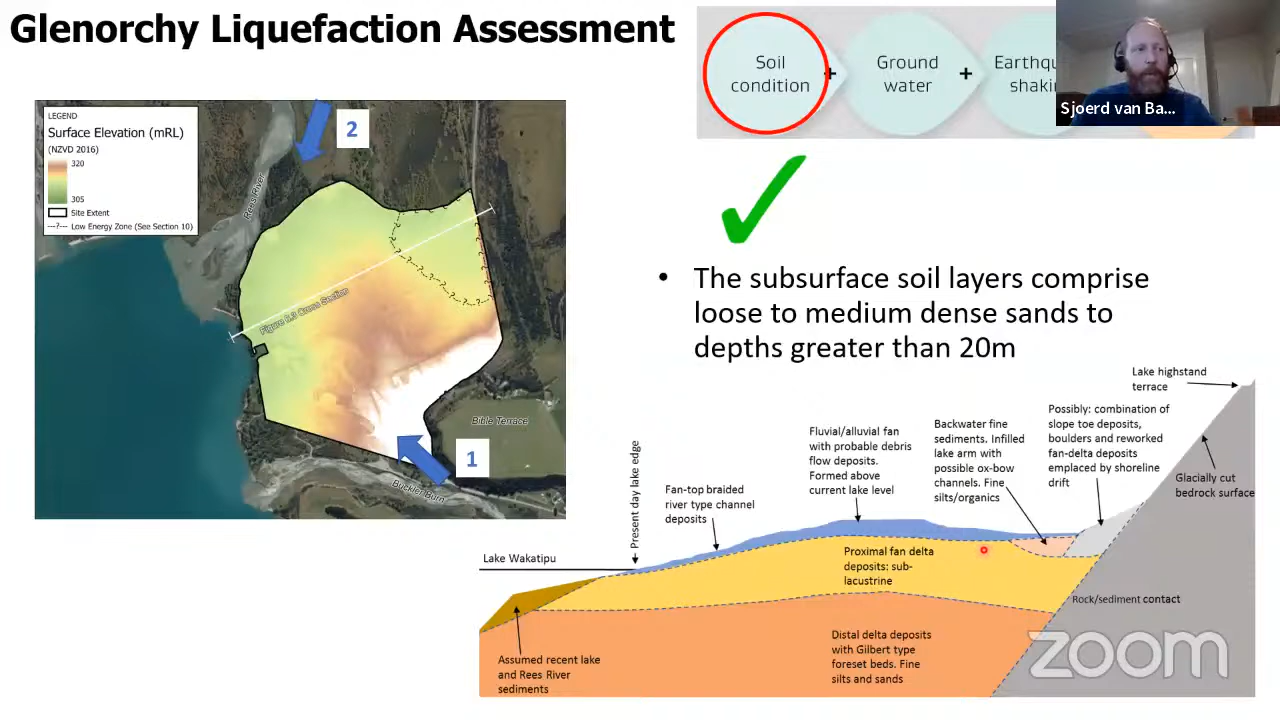 Glenorchy Liquefaction Assessment
Soil
condition
+
Ground
water
+
Sjoerd van Ba...
LEGEND
Surface Elevation (mRL)
(NZVD 2016)
320
305
Site Extent
-?- Low Energy Zone (See Section 10)
2
Rees River
Figure 6.3 Cross Section
Bible Terrace
1
Buckler Burn
• The subsurface soil layers comprise
loose to medium dense sands to
depths greater than 20m
Lake highstand
terrace
Possibly: combination of
slope toe deposits,
boulders and reworked
fan-delta deposits
emplaced by shoreline
drift
Backwater fine
sediments. Infilled
lake arm with
possible ox-bow
channels. Fine
silts/organics
Fluvial/alluvial fan
with probable debris
flow deposits.
Formed above
current lake level
Glacially cut
bedrock surface
Fan-top braided
river type channel
deposits
Present day lake edge
Lake Wakatipu
Proximal fan delta
deposits: sub-
lacustrine
Rock/sediment contact
Distal delta deposits
with Gilbert type
foreset beds. Fine
silts and sands
Assumed recent lake
and Rees River
sediments
zoom